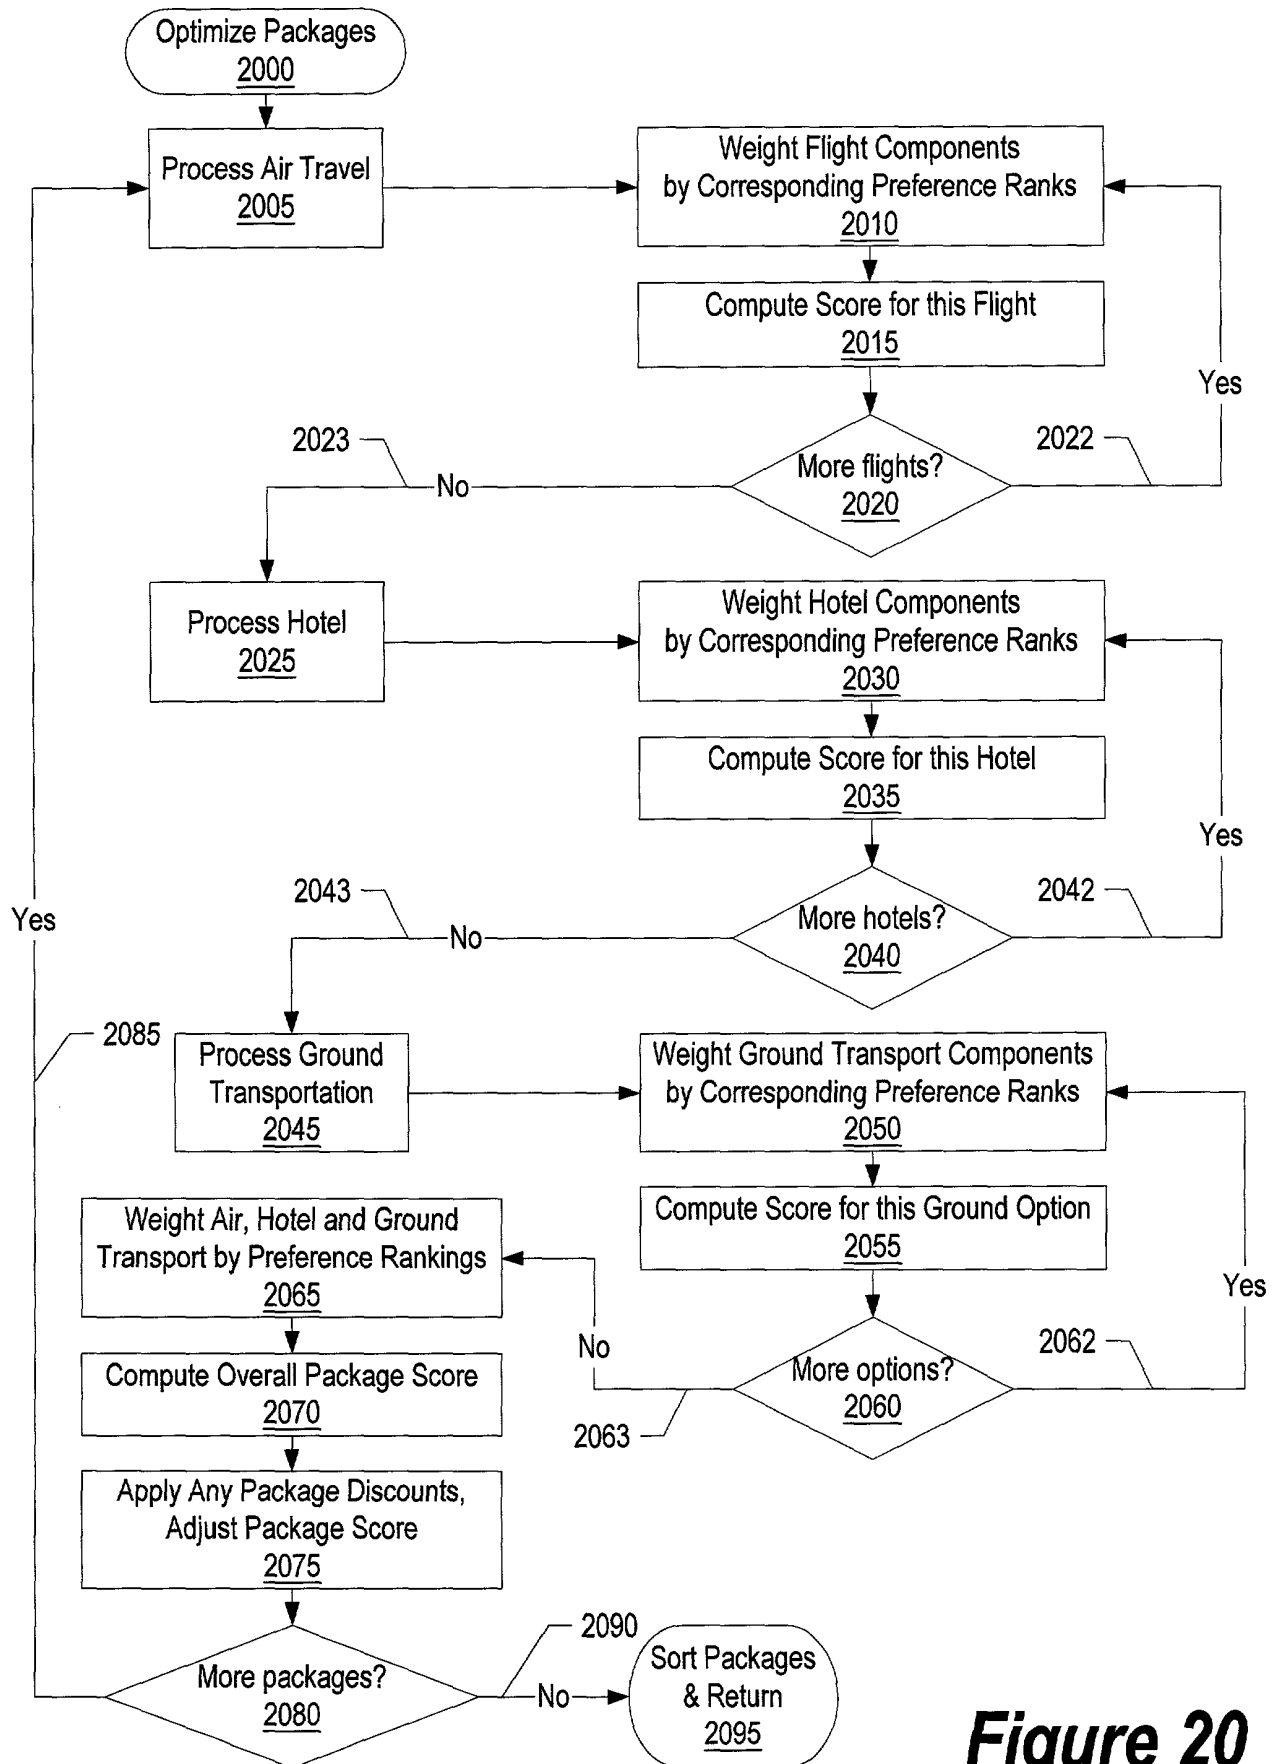 Optimize Packages
2000
Process Air Travel
2005
Weight Flight Components
by Corresponding Preference Ranks
2010
Compute Score for this Flight
2015
Yes
2023
2022
More flights?
2020
No
Process Hotel
2025
Weight Hotel Components
by Corresponding Preference Ranks
2030
Compute Score for this Hotel
2035
Yes
2043
2042
More hotels?
2040
No
Yes
2085
Process Ground
Transportation
2045
Weight Ground Transport Components
by Corresponding Preference Ranks
2050
Compute Score for this Ground Option
2055
Yes
Weight Air, Hotel and Ground
Transport by Preference Rankings
2065
No
2062
More options?
2060
2063
Compute Overall Package Score
2070
Apply Any Package Discounts,
Adjust Package Score
2075
2090
More packages?
2080
No
Sort Packages
& Return
2095
Figure 20